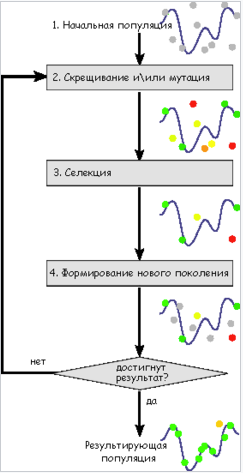 1. Начальная популяция
2. Скрещивание и\или мутация
3. Селекция
4. Формирование нового поколения
достигнут
результат?
нет
да
Результирующая
популяция